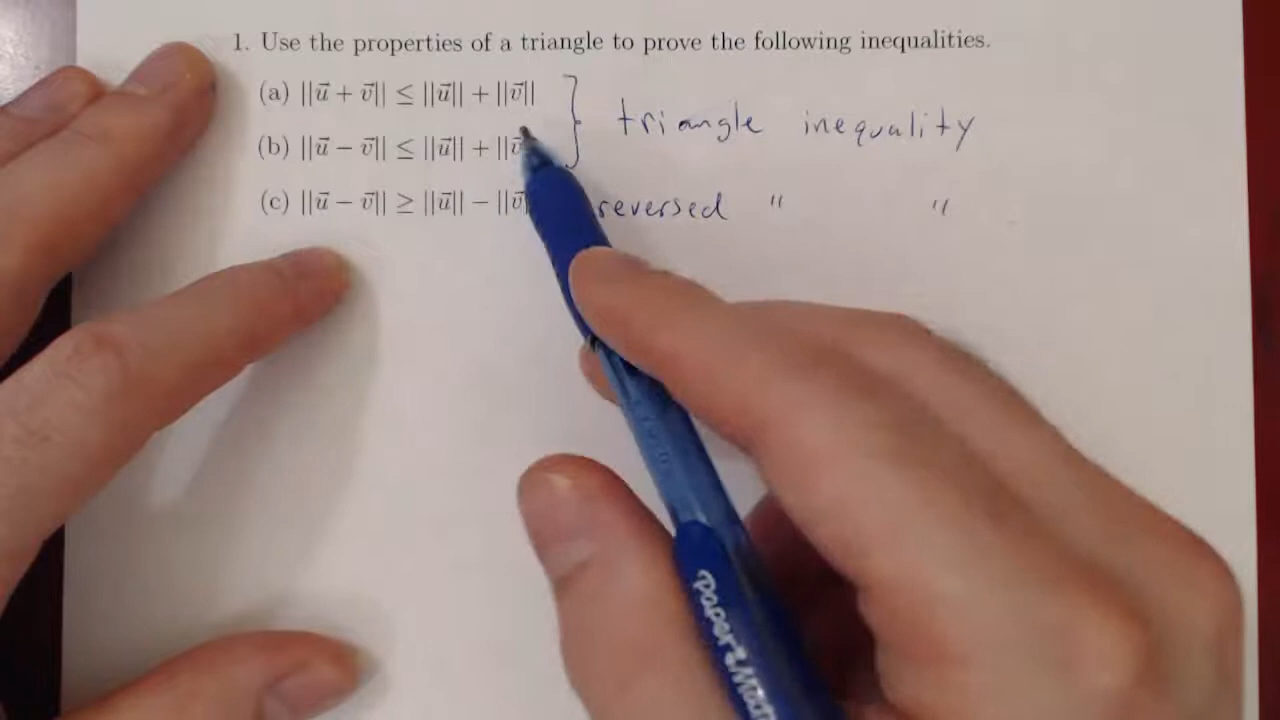 1. Use the properties of a triangle to prove the following inequalities.
(a) ||u⃗ + v⃗|| ≤ ||u⃗|| + ||v⃗||
triangle inequality
(b) ||u⃗ − v⃗|| ≤ ||u⃗|| + ||v⃗
(c) ||u⃗ − v⃗|| ≥ ||u⃗|| − ||v⃗
reversed " "
PaperMate